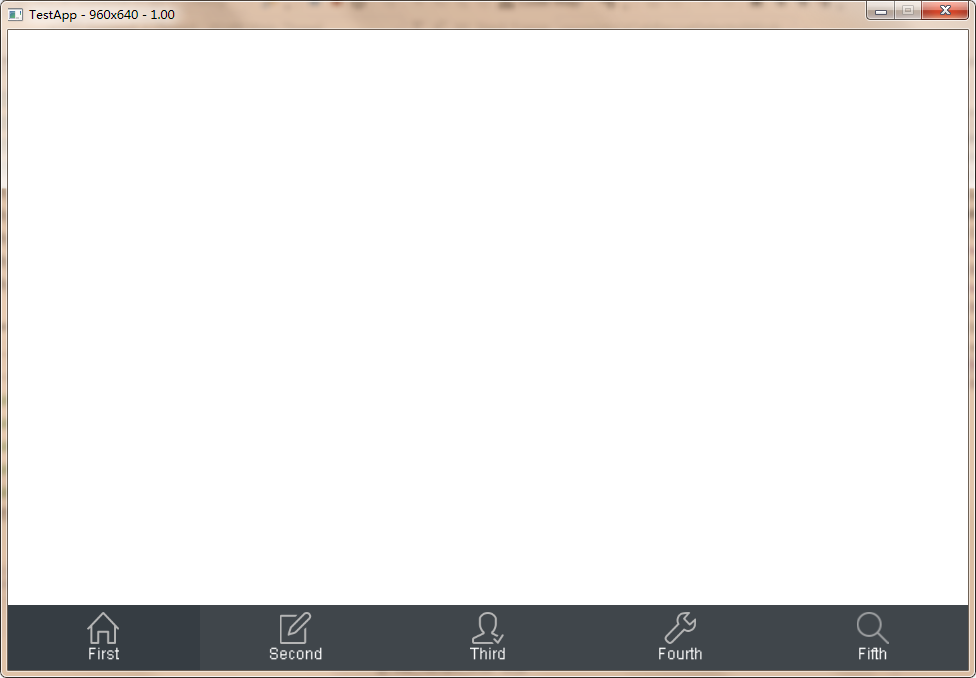 TestApp - 960x640 - 1.00
First
Second
Third
Fourth
Fifth